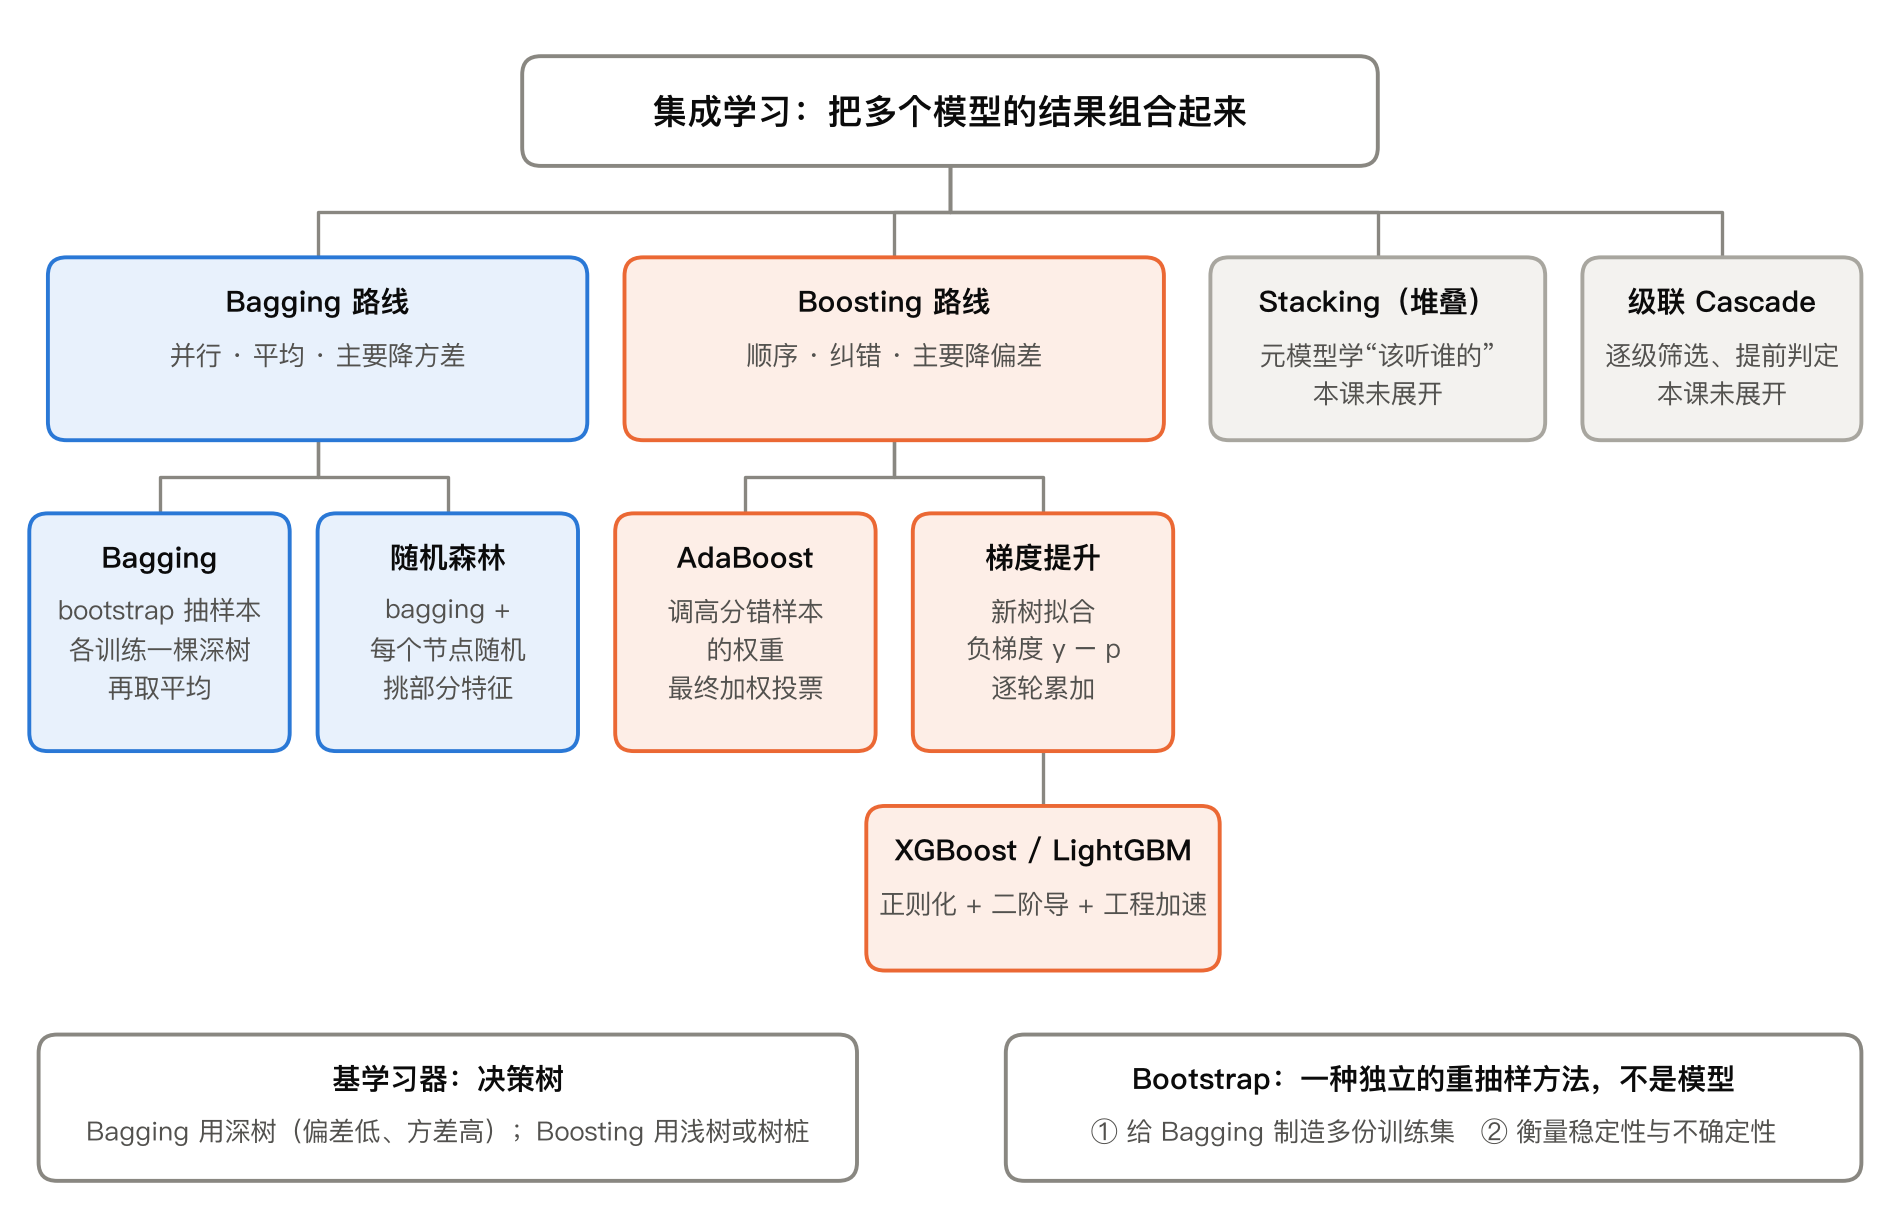 集成学习：把多个模型的结果组合起来
Bagging 路线
并行 · 平均 · 主要降方差
Boosting 路线
顺序 · 纠错 · 主要降偏差
Stacking（堆叠）
元模型学“该听谁的”
本课未展开
级联 Cascade
逐级筛选、提前判定
本课未展开
Bagging
bootstrap 抽样本
各训练一棵深树
再取平均
随机森林
bagging +
每个节点随机
挑部分特征
AdaBoost
调高分错样本
的权重
最终加权投票
梯度提升
新树拟合
负梯度 y − p
逐轮累加
XGBoost / LightGBM
正则化 + 二阶导 + 工程加速
基学习器：决策树
Bagging 用深树（偏差低、方差高）；Boosting 用浅树或树桩
Bootstrap：一种独立的重抽样方法，不是模型
① 给 Bagging 制造多份训练集　② 衡量稳定性与不确定性